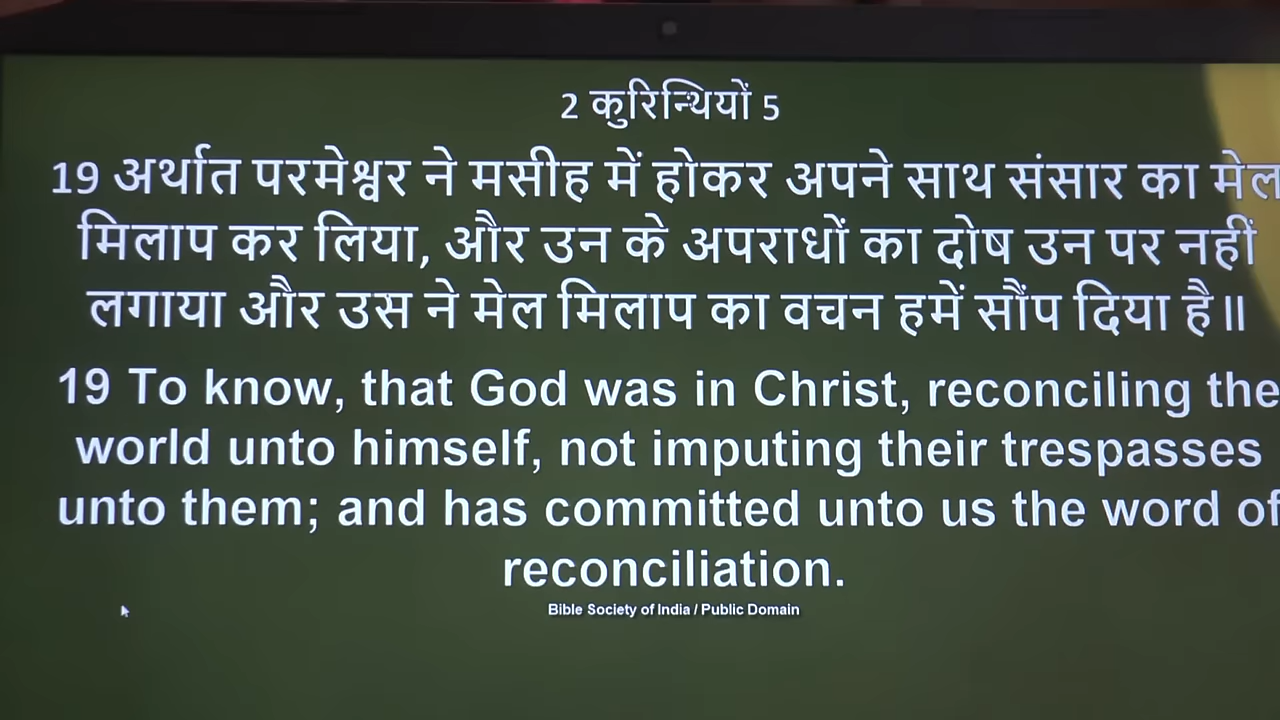 2 कुरिन्थियों 5
19 अर्थात परमेश्वर ने मसीह में होकर अपने साथ संसार का मेल
मिलाप कर लिया, और उन के अपराधों का दोष उन पर नहीं
लगाया और उस ने मेल मिलाप का वचन हमें सौंप दिया है॥
19 To know, that God was in Christ, reconciling the
world unto himself, not imputing their trespasses
unto them; and has committed unto us the word of
reconciliation.
Bible Society of India / Public Domain